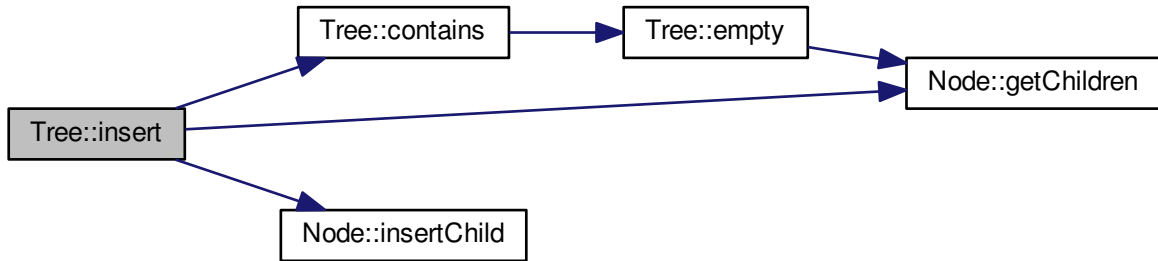 Tree::contains
Tree::empty
Node::getChildren
Tree::insert
Node::insertChild